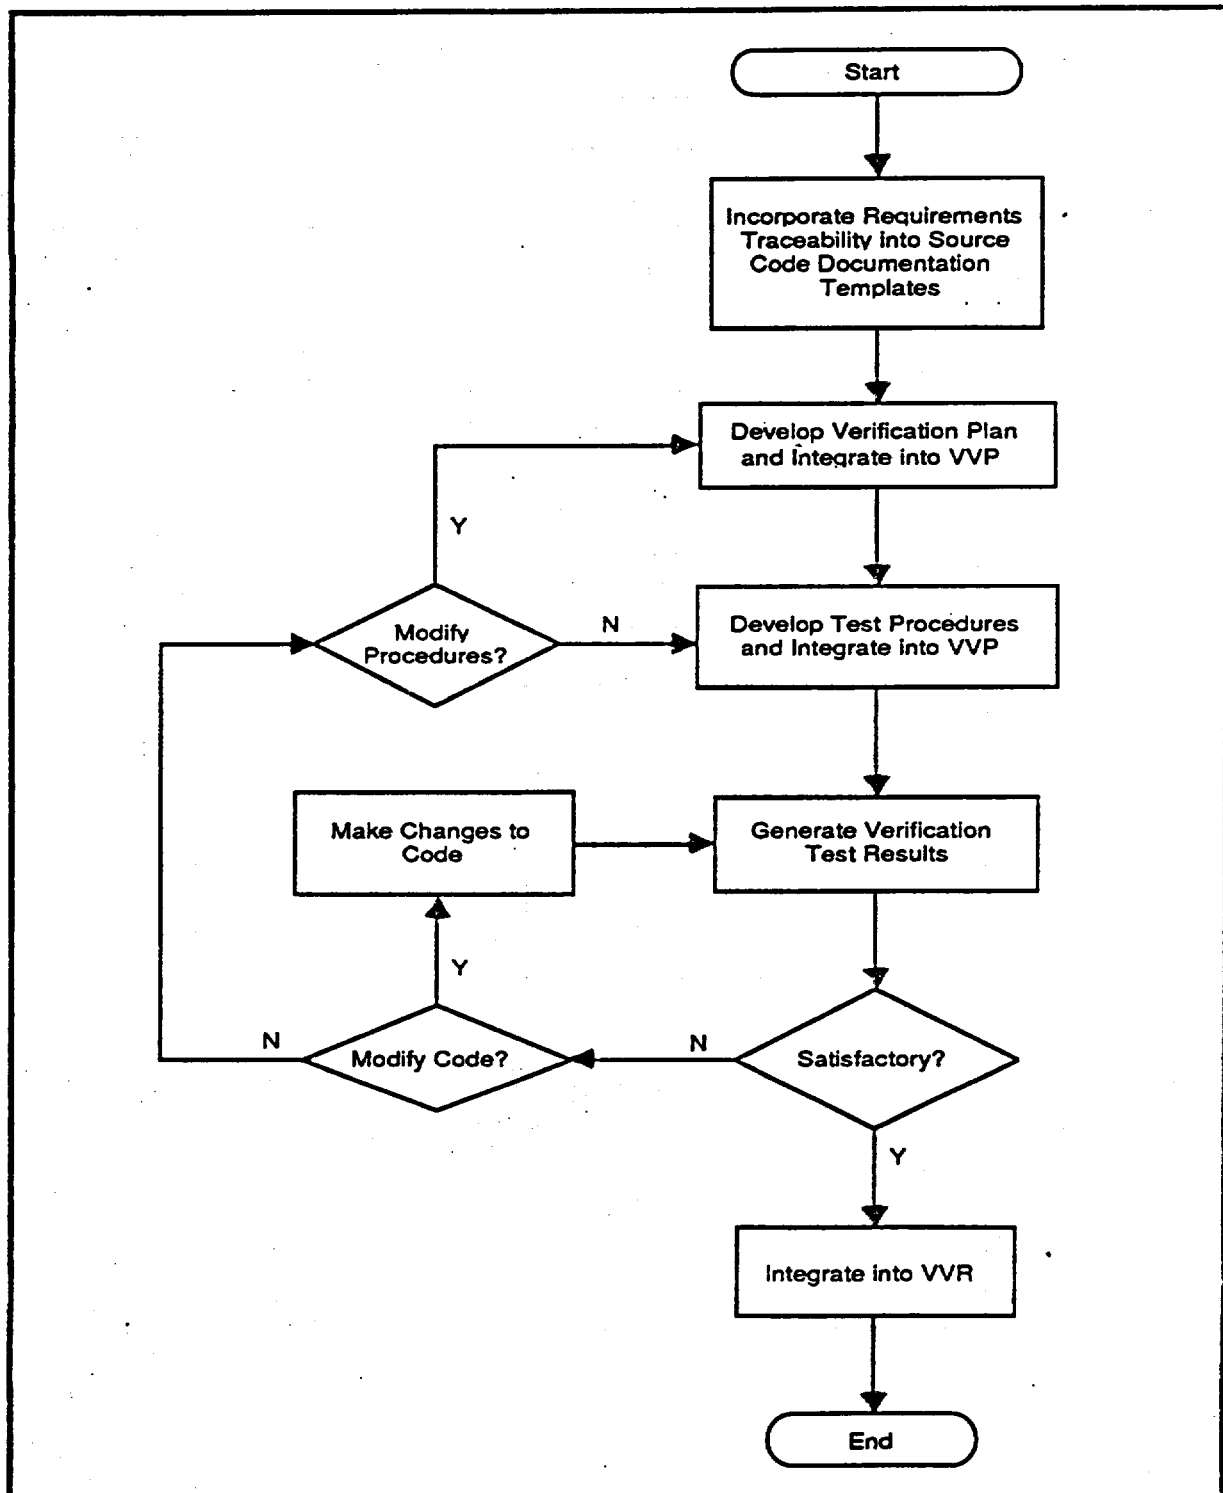 Start
Incorporate Requirements
Traceability into Source
Code Documentation
Templates
Develop Verification Plan
and Integrate into VVP
Y
Modify
Procedures?
N
Develop Test Procedures
and Integrate into VVP
Make Changes to
Code
Generate Verification
Test Results
Y
N
Modify Code?
N
Satisfactory?
Y
Integrate into VVR
End